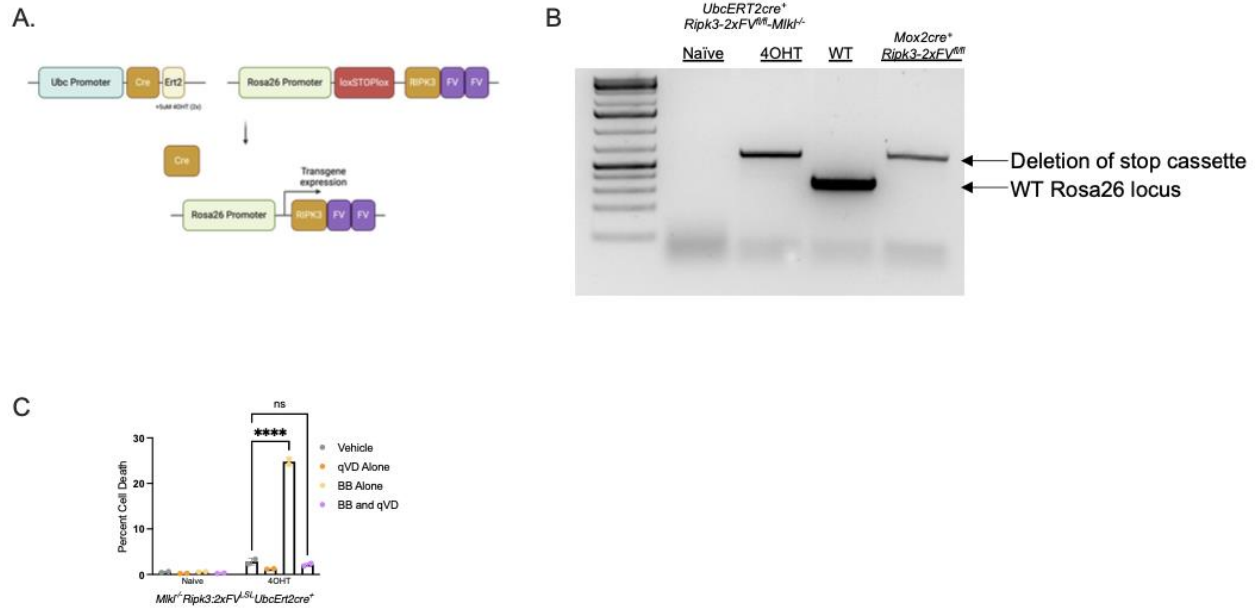 A.
Ubc Promoter Cre Ert2 Rosa26 Promoter loxSTOPlox RIPK3 FV FV
+5uM 4OHT (2x)
Cre
Transgene
expression
Rosa26 Promoter RIPK3 FV FV
B
UbcERT2cre+
Ripk3-2xFVfl/fl-Mlkl-/-
Mox2cre+
Naïve 4OHT WT Ripk3-2xFVfl/fl
Deletion of stop cassette
WT Rosa26 locus
C
ns
****
Percent Cell Death
30
20
10
0
Naive 4OHT
Mlkl-/-Ripk3:2xFVLSLUbcErt2cre+
Vehicle
qVD Alone
BB Alone
BB and qVD